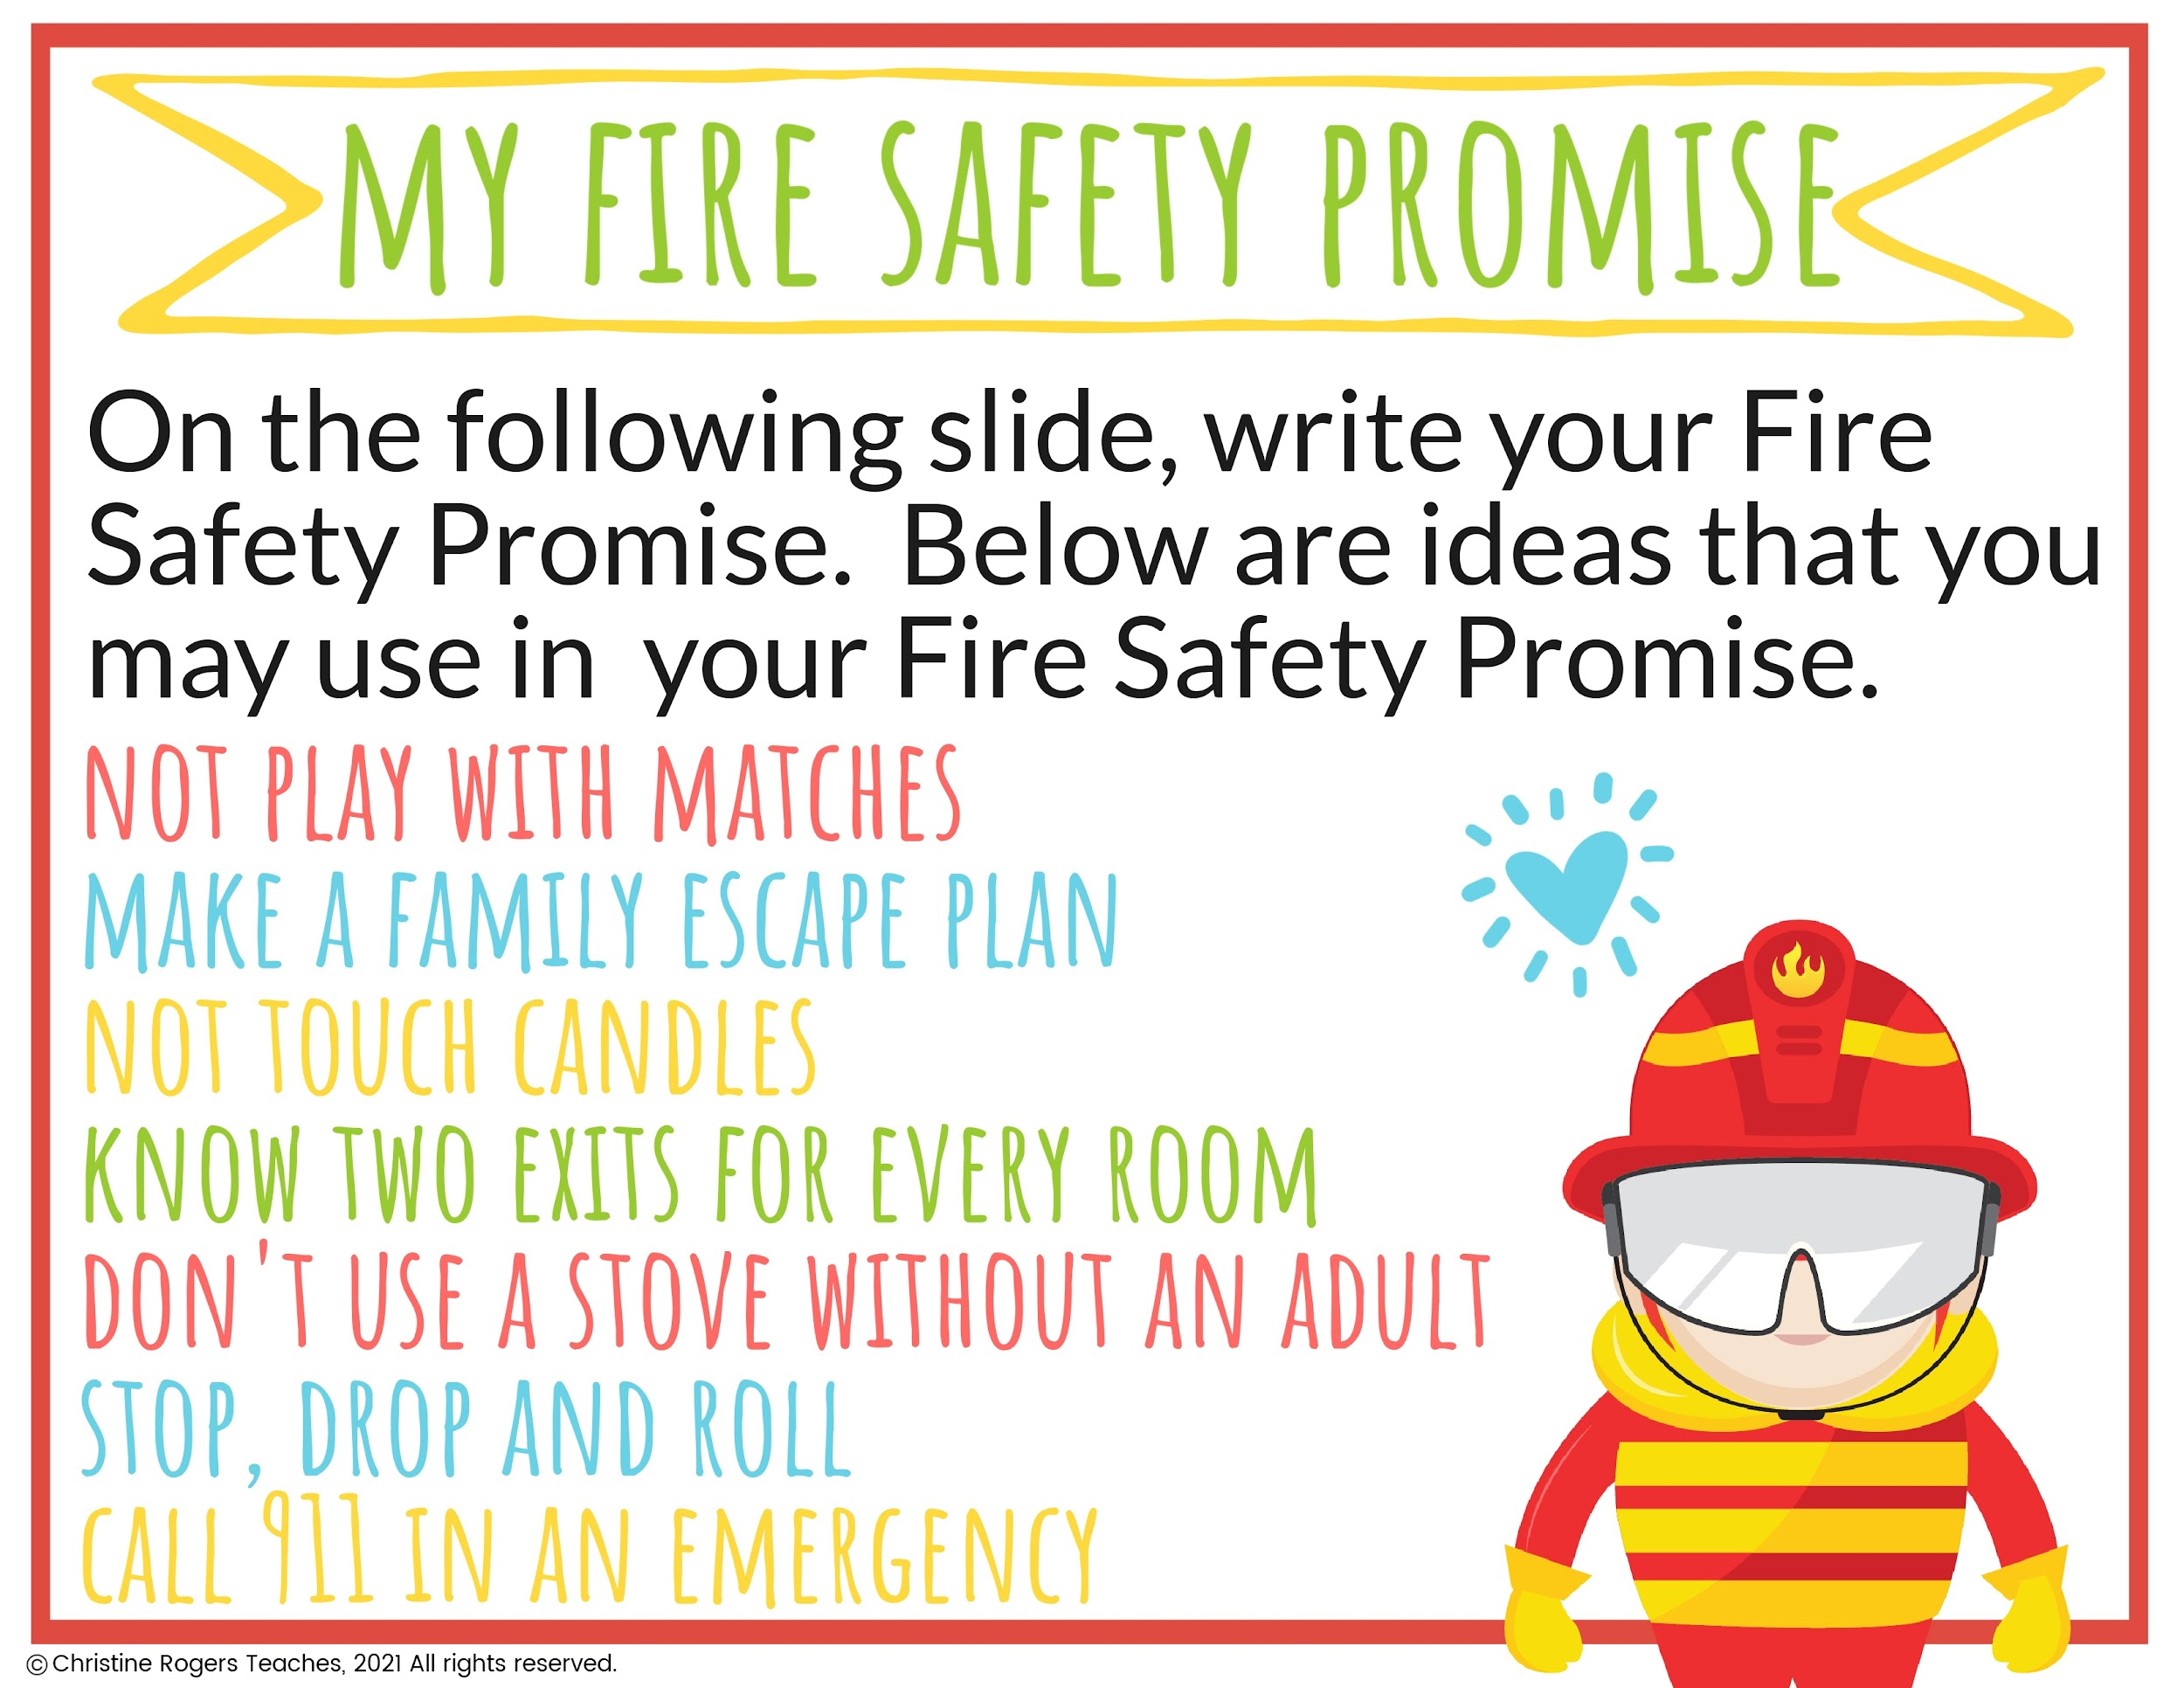 MY FIRE SAFETY PROMISE
On the following slide, write your Fire
Safety Promise.  Below are ideas that you
may use in  your Fire Safety Promise.
NOT PLAY WITH MATCHES
MAKE A FAMILY ESCAPE PLAN
NOT TOUCH CANDLES
KNOW TWO EXITS FOR EVERY ROOM
DON'T USE A STOVE WITHOUT AN ADULT
STOP, DROP AND ROLL
CALL 911 IN AN EMERGENCY
© Christine Rogers Teaches, 2021 All rights reserved.